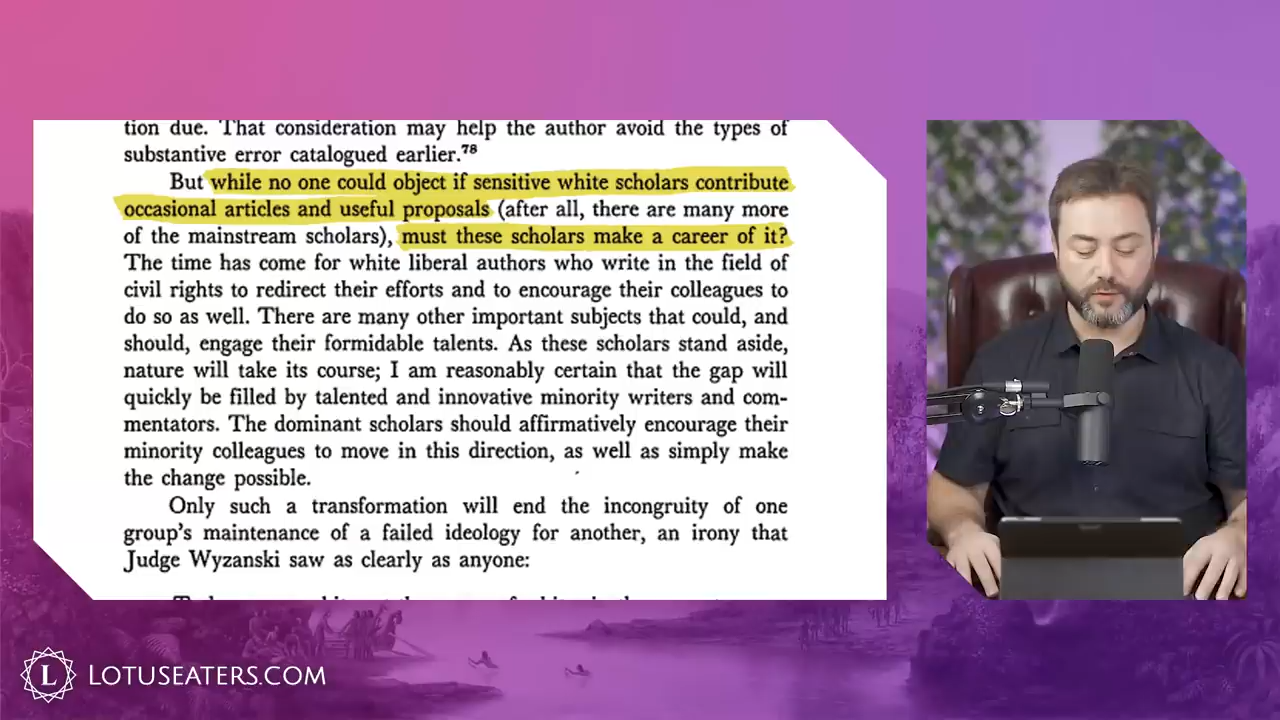 tion due. That consideration may help the author avoid the types of
substantive error catalogued earlier.⁷⁸
But while no one could object if sensitive white scholars contribute
occasional articles and useful proposals (after all, there are many more
of the mainstream scholars), must these scholars make a career of it?
The time has come for white liberal authors who write in the field of
civil rights to redirect their efforts and to encourage their colleagues to
do so as well. There are many other important subjects that could, and
should, engage their formidable talents. As these scholars stand aside,
nature will take its course; I am reasonably certain that the gap will
quickly be filled by talented and innovative minority writers and com-
mentators. The dominant scholars should affirmatively encourage their
minority colleagues to move in this direction, as well as simply make
the change possible.
Only such a transformation will end the incongruity of one
group's maintenance of a failed ideology for another, an irony that
Judge Wyzanski saw as clearly as anyone:
L LOTUSEATERS.COM